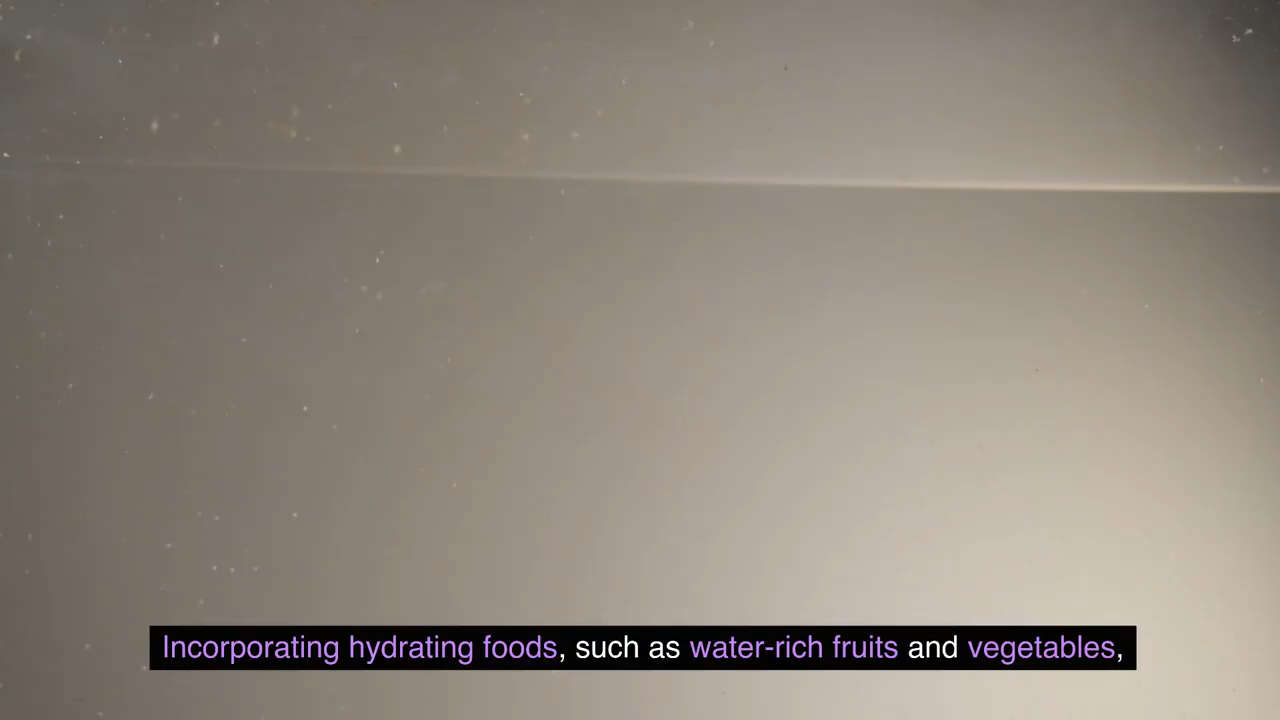 Incorporating hydrating foods, such as water-rich fruits and vegetables,